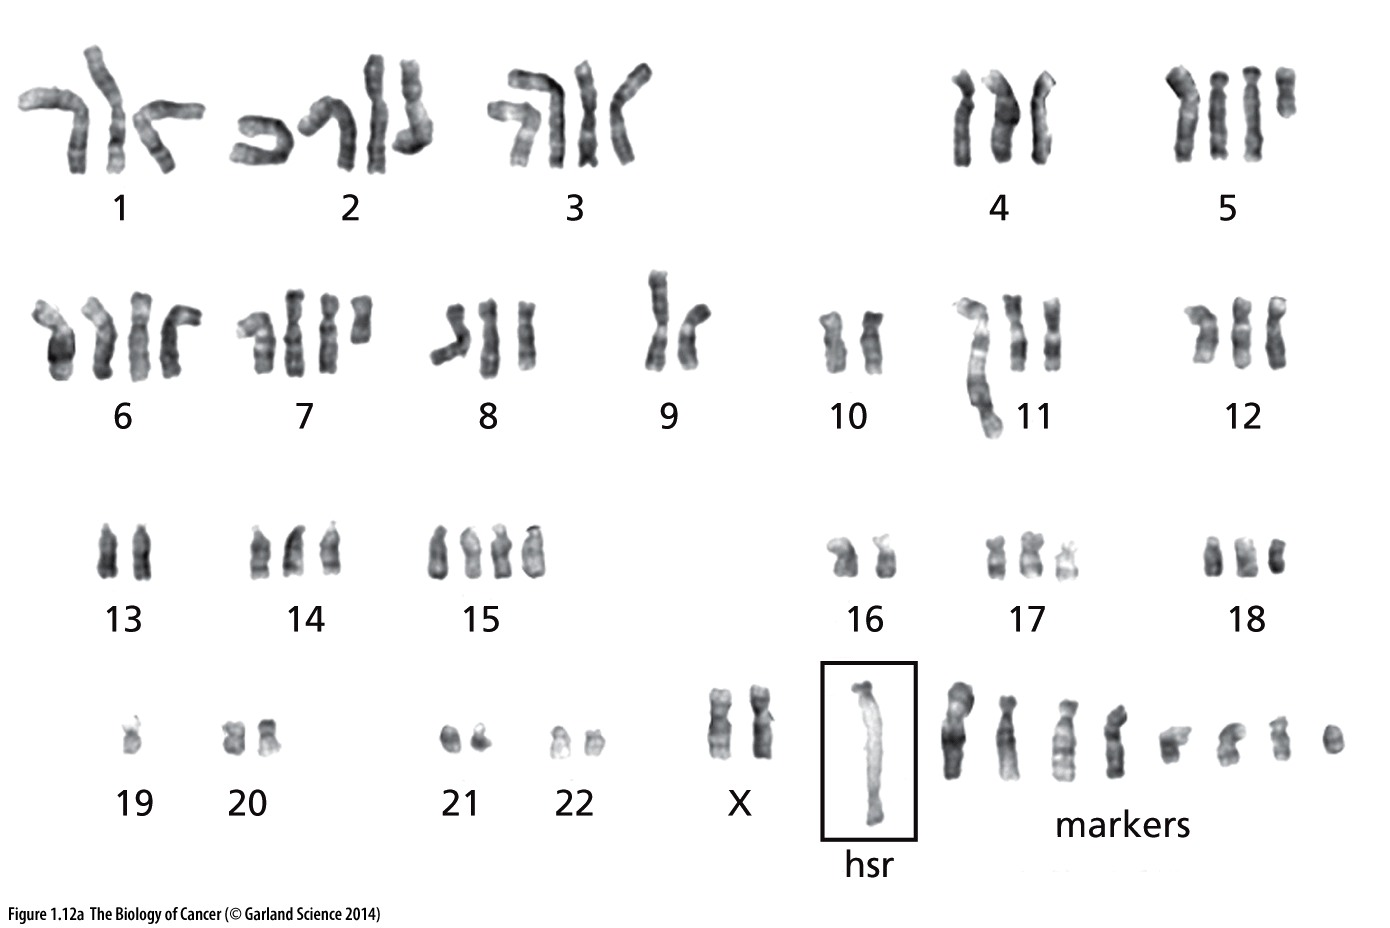 1 2 3 4 5
6 7 8 9 10 11 12
13 14 15 16 17 18
19 20 21 22 X
markers
hsr
Figure 1.12a The Biology of Cancer (© Garland Science 2014)